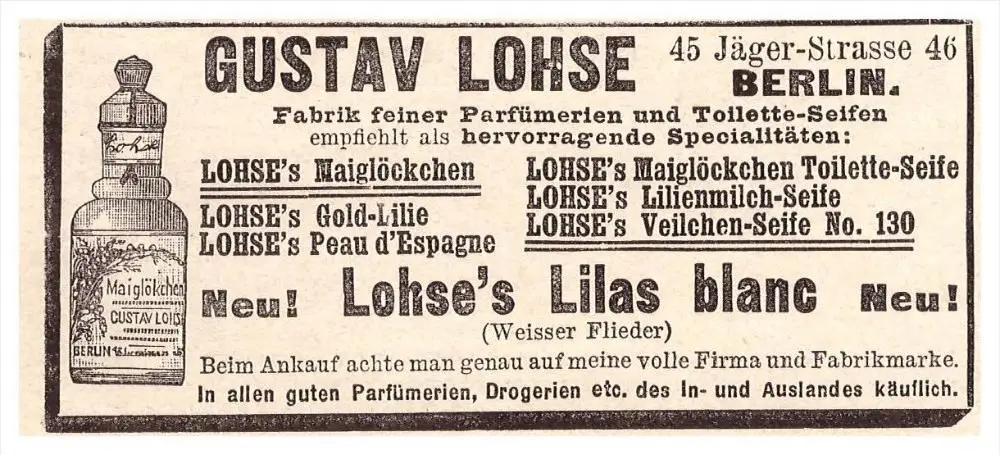 GUSTAV LOHSE
45 Jäger-Strasse 46
BERLIN.
Fabrik feiner Parfümerien und Toilette-Seifen
empfiehlt als hervorragende Specialitäten:
LOHSE's Maiglöckchen
LOHSE's Gold-Lilie
LOHSE's Peau d'Espagne
LOHSE's Maiglöckchen Toilette-Seife
LOHSE's Lilienmilch-Seife
LOHSE's Veilchen-Seife No. 130
Neu! Lohse's Lilas blanc Neu!
(Weisser Flieder)
Beim Ankauf achte man genau auf meine volle Firma und Fabrikmarke.
In allen guten Parfümerien, Drogerien etc. des In- und Auslandes käuflich.
Lohse
Maiglökchen
GUSTAV LOHS
BERLIN